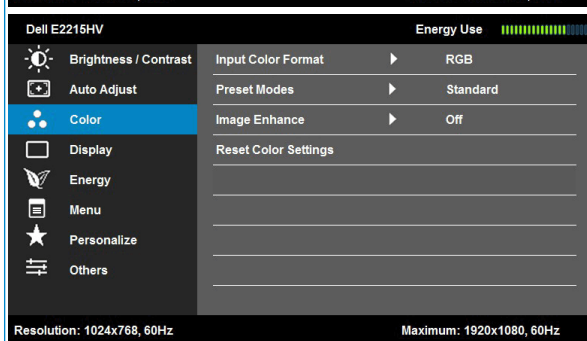 Dell E2215HV Energy Use
Brightness / Contrast Input Color Format RGB
Auto Adjust Preset Modes Standard
Color Image Enhance Off
Display Reset Color Settings
Energy
Menu
Personalize
Others
Resolution: 1024x768, 60Hz Maximum: 1920x1080, 60Hz